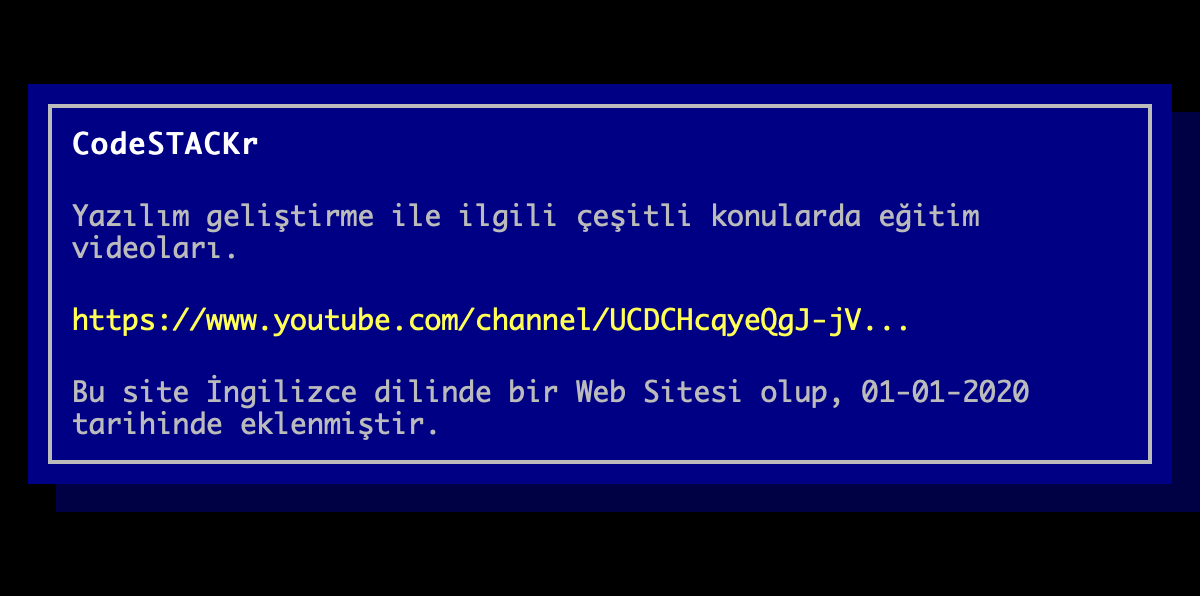 CodeSTACKr
Yazılım geliştirme ile ilgili çeşitli konularda eğitim
videoları.
https://www.youtube.com/channel/UCDCHcqyeQgJ-jV...
Bu site İngilizce dilinde bir Web Sitesi olup, 01-01-2020
tarihinde eklenmiştir.